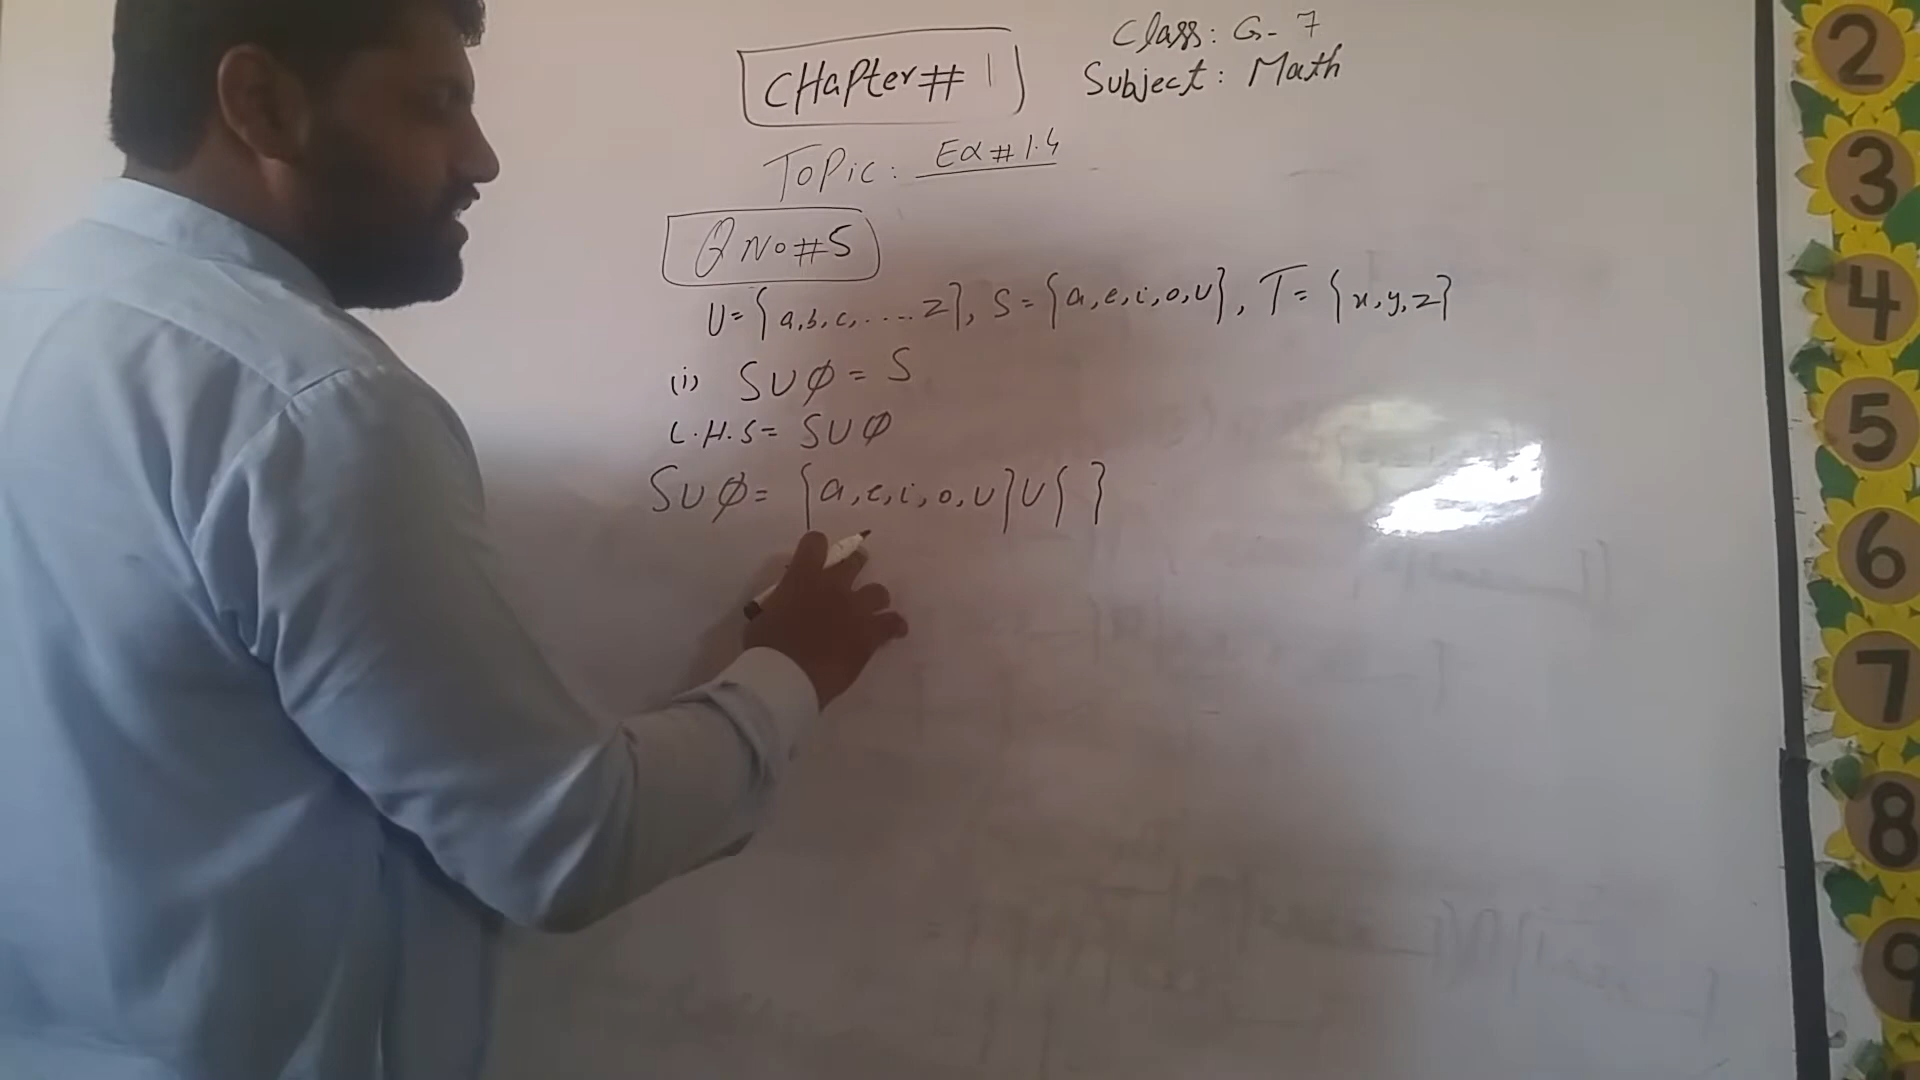 CHapter # 1
Class: G-7
Subject: Math
Topic: Ex # 1.4
Q No # 5
U = {a,b,c,....z}, S = {a,e,i,o,u}, T = {x,y,z}
(i) S∪∅ = S
L.H.S = S∪∅
S∪∅ = {a,e,i,o,u}∪{ }
2
3
4
5
6
7
8
9